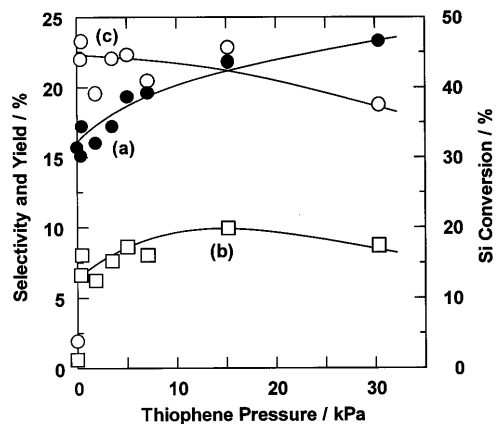 25
20
15
10
5
0
Selectivity and Yield / %
(c)
(a)
(b)
50
40
30
20
10
0
Si Conversion / %
0 10 20 30
Thiophene Pressure / kPa